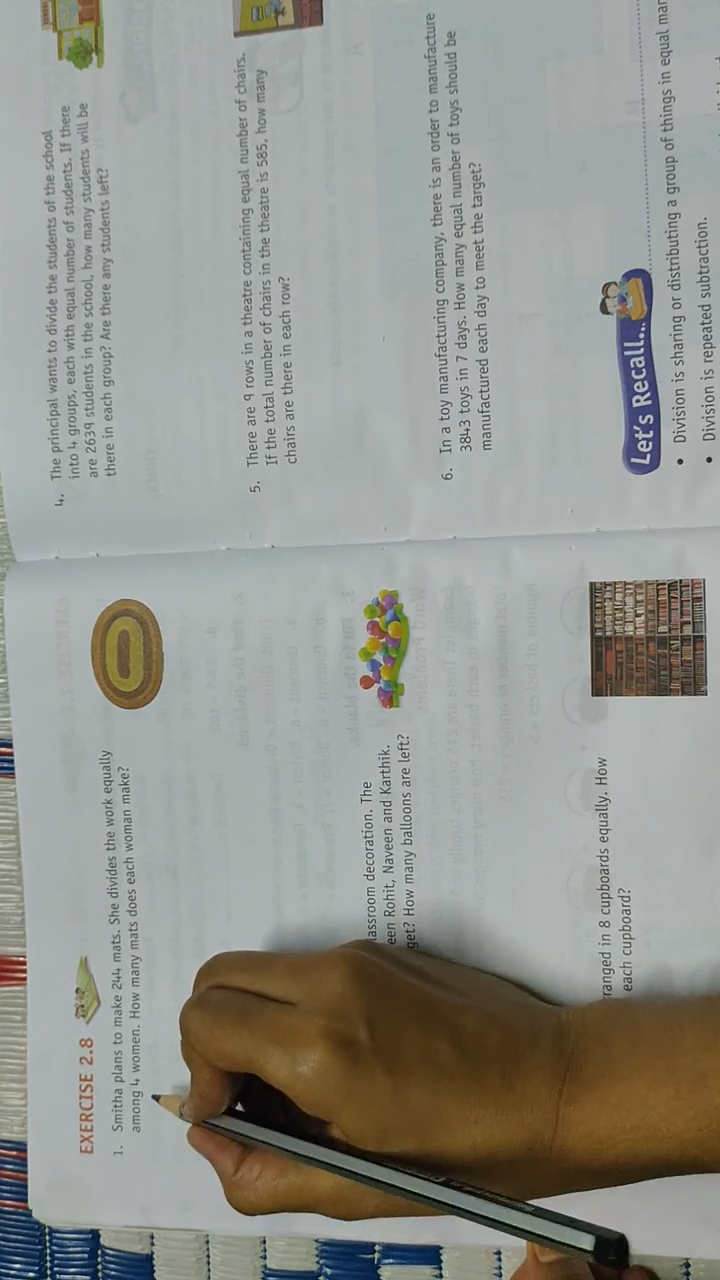 EXERCISE 2.8
1. Smitha plans to make 244 mats. She divides the work equally
among 4 women. How many mats does each woman make?
assroom decoration. The
een Rohit, Naveen and Karthik.
get? How many balloons are left?
ranged in 8 cupboards equally. How
each cupboard?
4. The principal wants to divide the students of the school
into 4 groups, each with equal number of students. If there
are 2639 students in the school, how many students will be
there in each group? Are there any students left?
5. There are 9 rows in a theatre containing equal number of chairs.
If the total number of chairs in the theatre is 585, how many
chairs are there in each row?
6. In a toy manufacturing company, there is an order to manufacture
3843 toys in 7 days. How many equal number of toys should be
manufactured each day to meet the target?
Let's Recall...
• Division is sharing or distributing a group of things in equal
• Division is repeated subtraction.